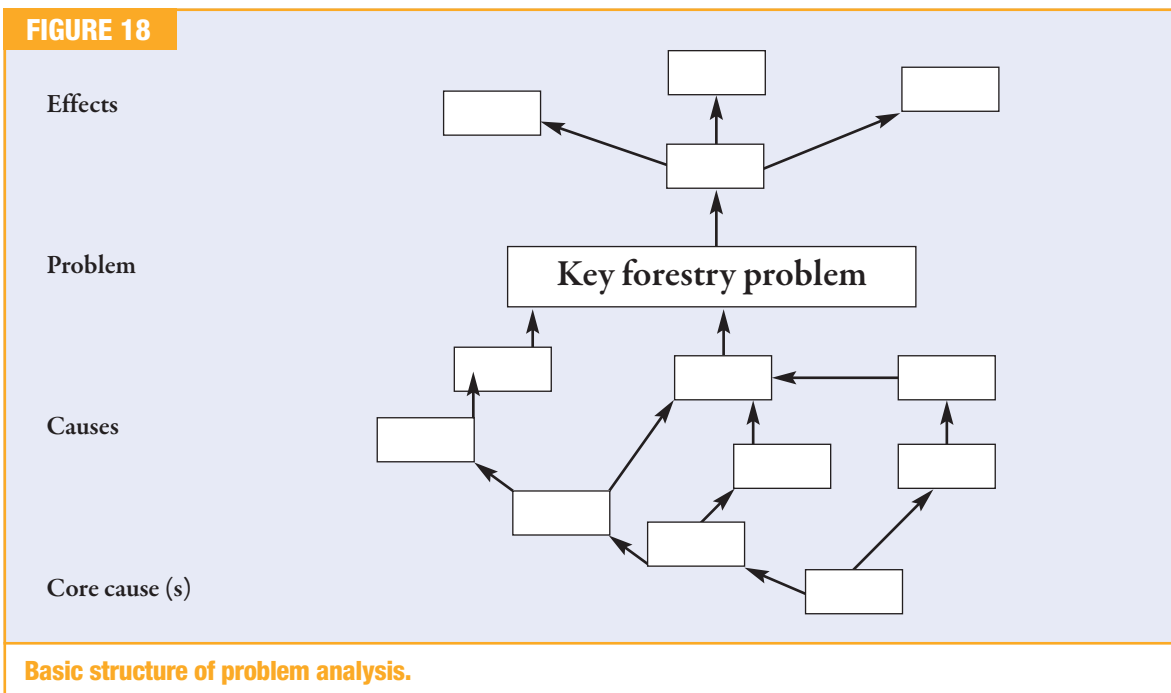 FIGURE 18
Effects
Problem
Key forestry problem
Causes
Core cause (s)
Basic structure of problem analysis.